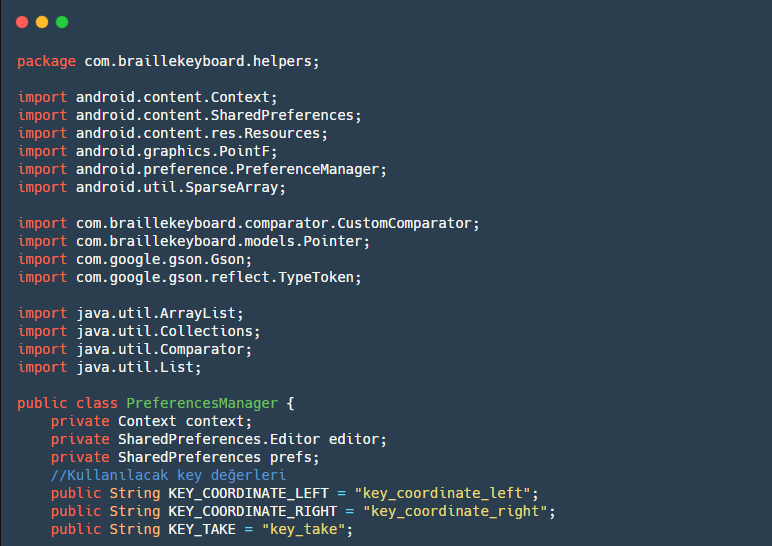 package com.braillekeyboard.helpers;
import android.content.Context;
import android.content.SharedPreferences;
import android.content.res.Resources;
import android.graphics.PointF;
import android.preference.PreferenceManager;
import android.util.SparseArray;
import com.braillekeyboard.comparator.CustomComparator;
import com.braillekeyboard.models.Pointer;
import com.google.gson.Gson;
import com.google.gson.reflect.TypeToken;
import java.util.ArrayList;
import java.util.Collections;
import java.util.Comparator;
import java.util.List;
public class PreferencesManager {
    private Context context;
    private SharedPreferences.Editor editor;
    private SharedPreferences prefs;
    //Kullanılacak key değerleri
    public String KEY_COORDINATE_LEFT = "key_coordinate_left";
    public String KEY_COORDINATE_RIGHT = "key_coordinate_right";
    public String KEY_TAKE = "key_take";